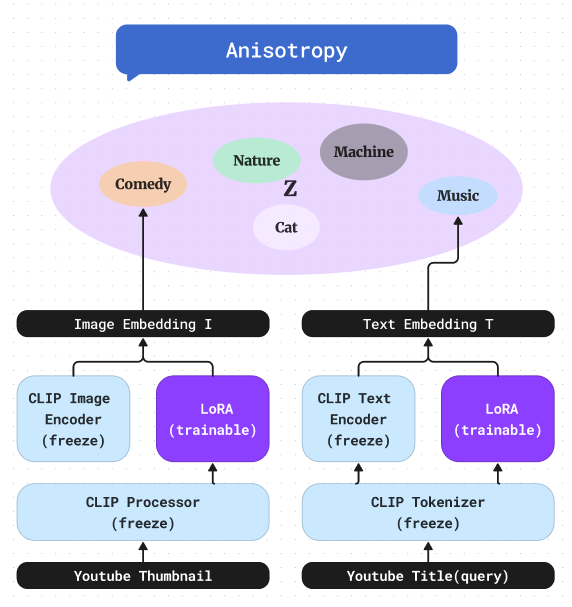 Anisotropy
Nature
Machine
Comedy
Z
Music
Cat
Image Embedding I
Text Embedding T
CLIP Image
Encoder
(freeze)
LoRA
(trainable)
CLIP Text
Encoder
(freeze)
LoRA
(trainable)
CLIP Processor
(freeze)
CLIP Tokenizer
(freeze)
Youtube Thumbnail
Youtube Title(query)